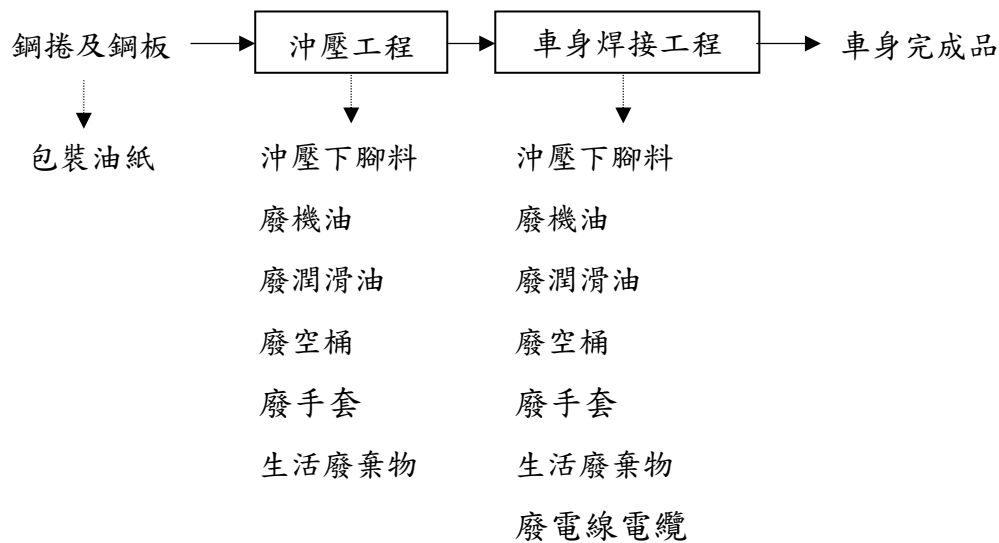 鋼捲及鋼板 沖壓工程 車身焊接工程 車身完成品
包裝油紙 沖壓下腳料 沖壓下腳料
廢機油 廢機油
廢潤滑油 廢潤滑油
廢空桶 廢空桶
廢手套 廢手套
生活廢棄物 生活廢棄物
廢電線電纜